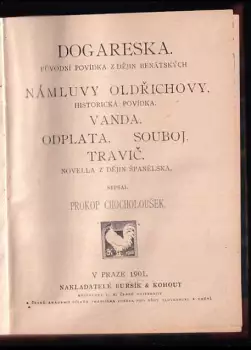 DOGARESKA.
PŮVODNÍ POVÍDKA Z DĚJIN BENÁTSKÝCH
NÁMLUVY OLDŘICHOVY.
HISTORICKÁ POVÍDKA.
VANDA.
ODPLATA. SOUBOJ.
TRAVIČ.
NOVELLA Z DĚJIN ŠPANĚLSKA.
NAPSAL
PROKOP CHOCHOLOUŠEK.
V PRAZE 1901.
NAKLADATELÉ BURSÍK & KOHOUT